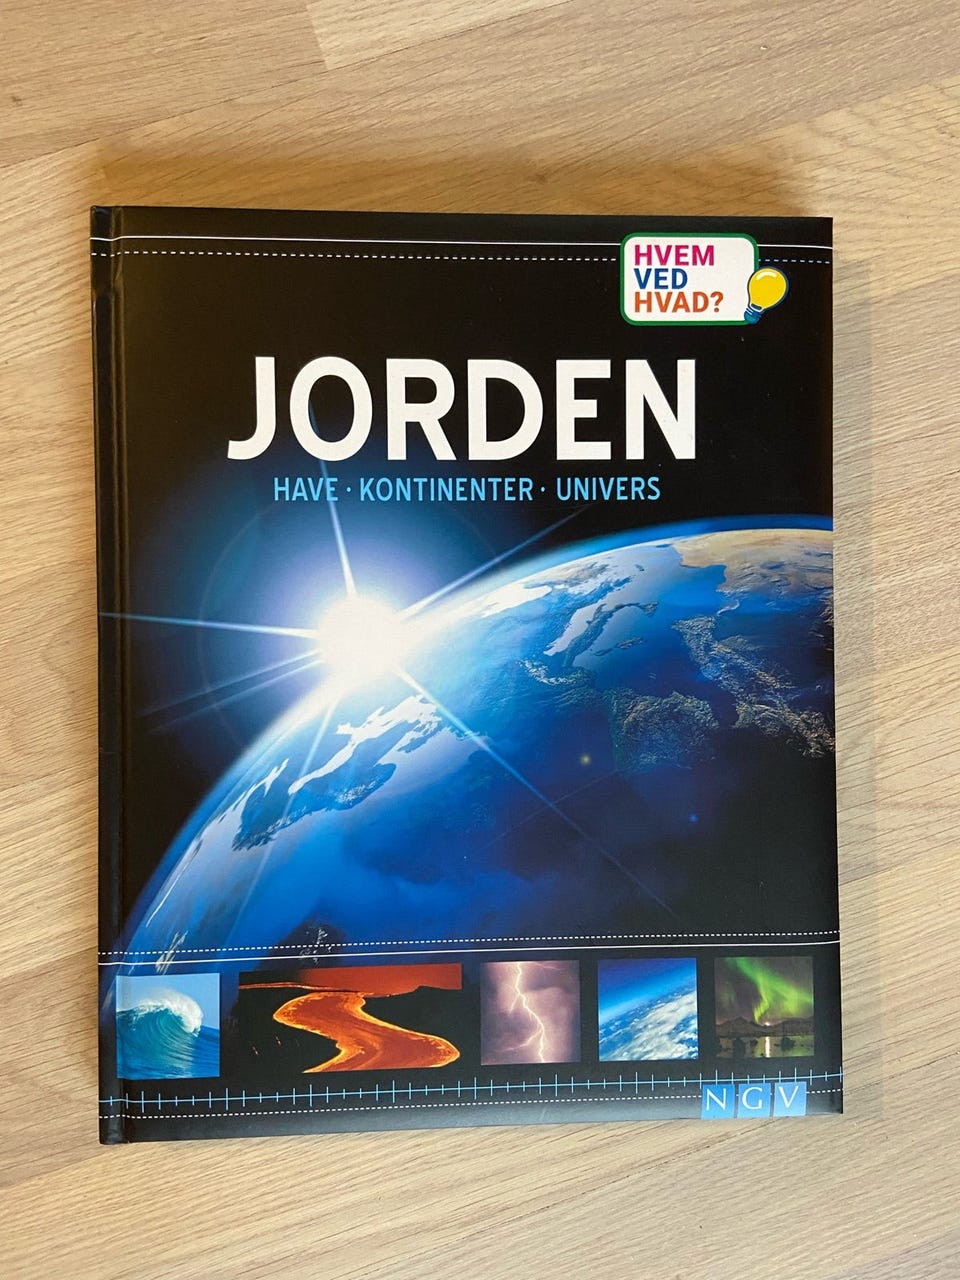 HVEM
VED
HVAD?
JORDEN
HAVE · KONTINENTER · UNIVERS
NGV